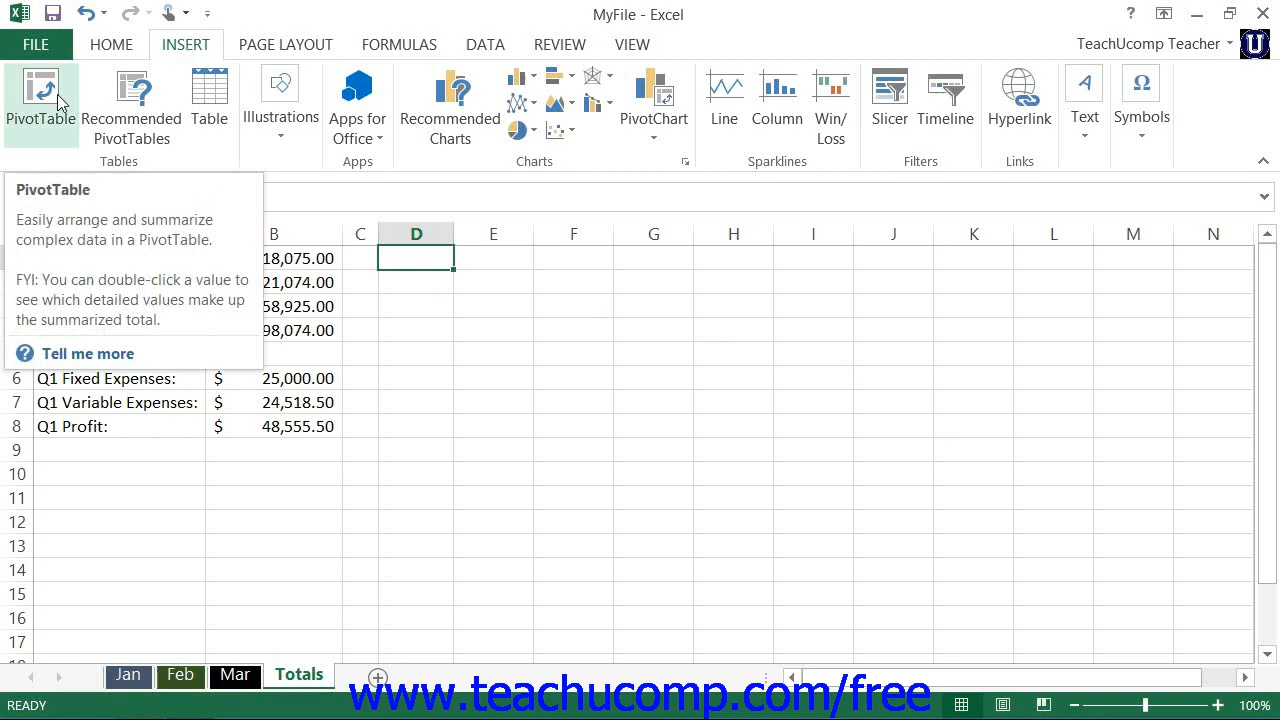 MyFile - Excel
?
FILE HOME INSERT PAGE LAYOUT FORMULAS DATA REVIEW VIEW TeachUcomp Teacher U
PivotTable
Recommended PivotTables
Table
Illustrations
Apps for Office
Recommended Charts
PivotChart
Line
Column
Win/ Loss
Slicer
Timeline
Hyperlink
Text
Symbols
Tables Apps Charts Sparklines Filters Links
PivotTable
Easily arrange and summarize
complex data in a PivotTable.
FYI: You can double-click a value to
see which detailed values make up
the summarized total.
Tell me more
B C D E F G H I J K L M N
18,075.00
21,074.00
58,925.00
98,074.00
6 Q1 Fixed Expenses: $ 25,000.00
7 Q1 Variable Expenses: $ 24,518.50
8 Q1 Profit: $ 48,555.50
9
10
11
12
13
14
15
16
17
Jan Feb Mar Totals
www.teachucomp.com/free
READY 100%